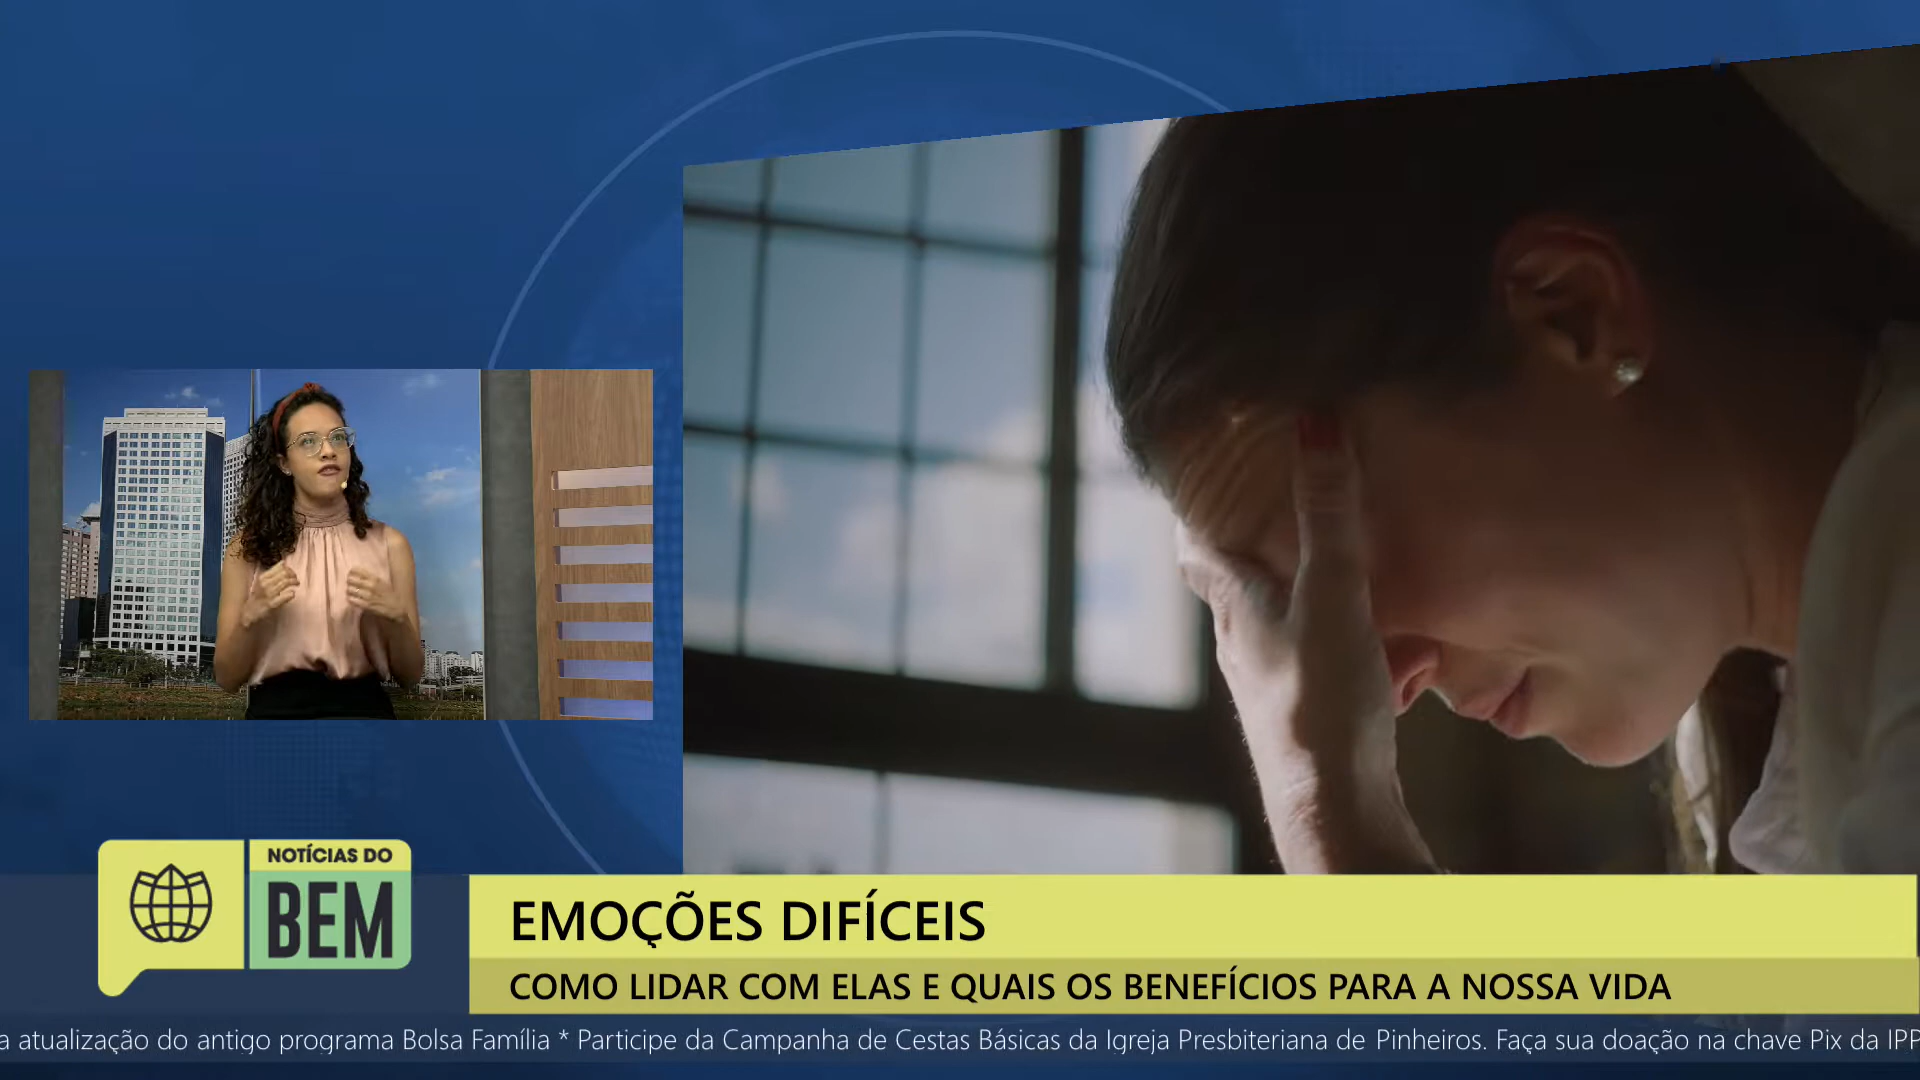 NOTÍCIAS DO
BEM
EMOÇÕES DIFÍCEIS
COMO LIDAR COM ELAS E QUAIS OS BENEFÍCIOS PARA A NOSSA VIDA
a atualização do antigo programa Bolsa Família * Participe da Campanha de Cestas Básicas da Igreja Presbiteriana de Pinheiros. Faça sua doação na chave Pix da IPP